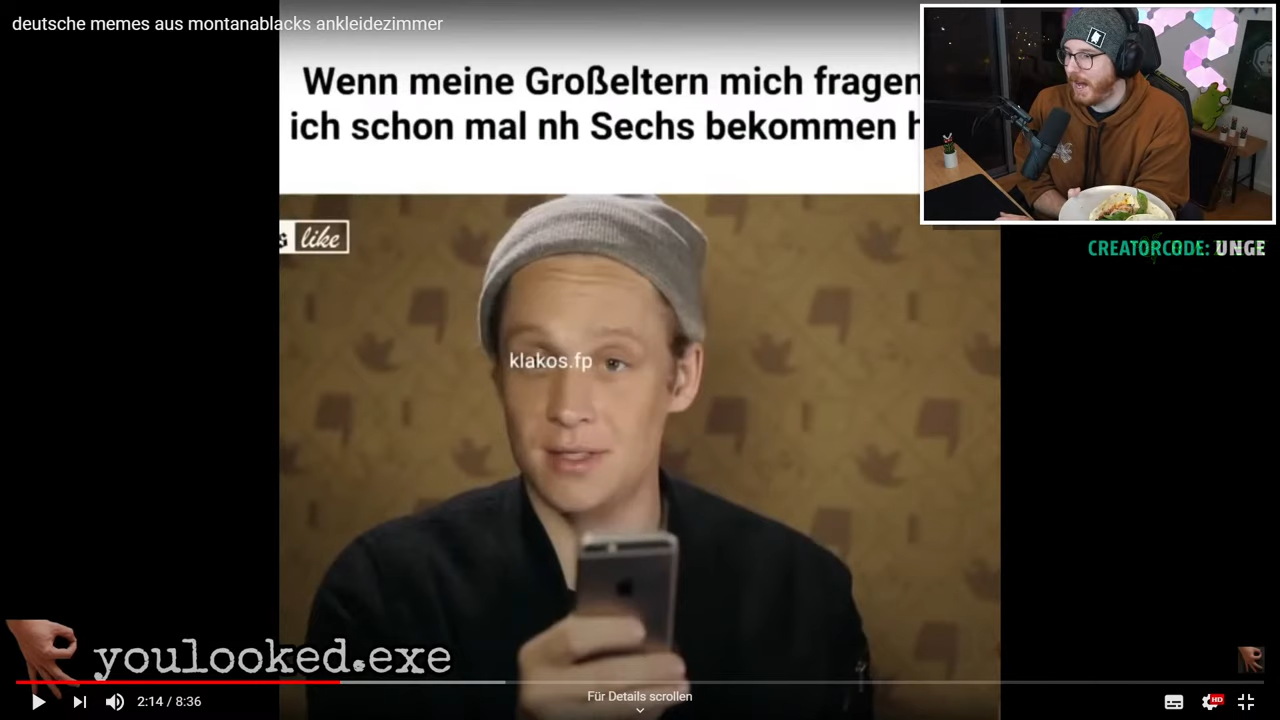 deutsche memes aus montanablacks ankleidezimmer
Wenn meine Großeltern mich fragen
ich schon mal nh Sechs bekommen h
like
CREATORCODE: UNGE
klakos.fp
youlooked.exe
Für Details scrollen
2:14 / 8:36
HD